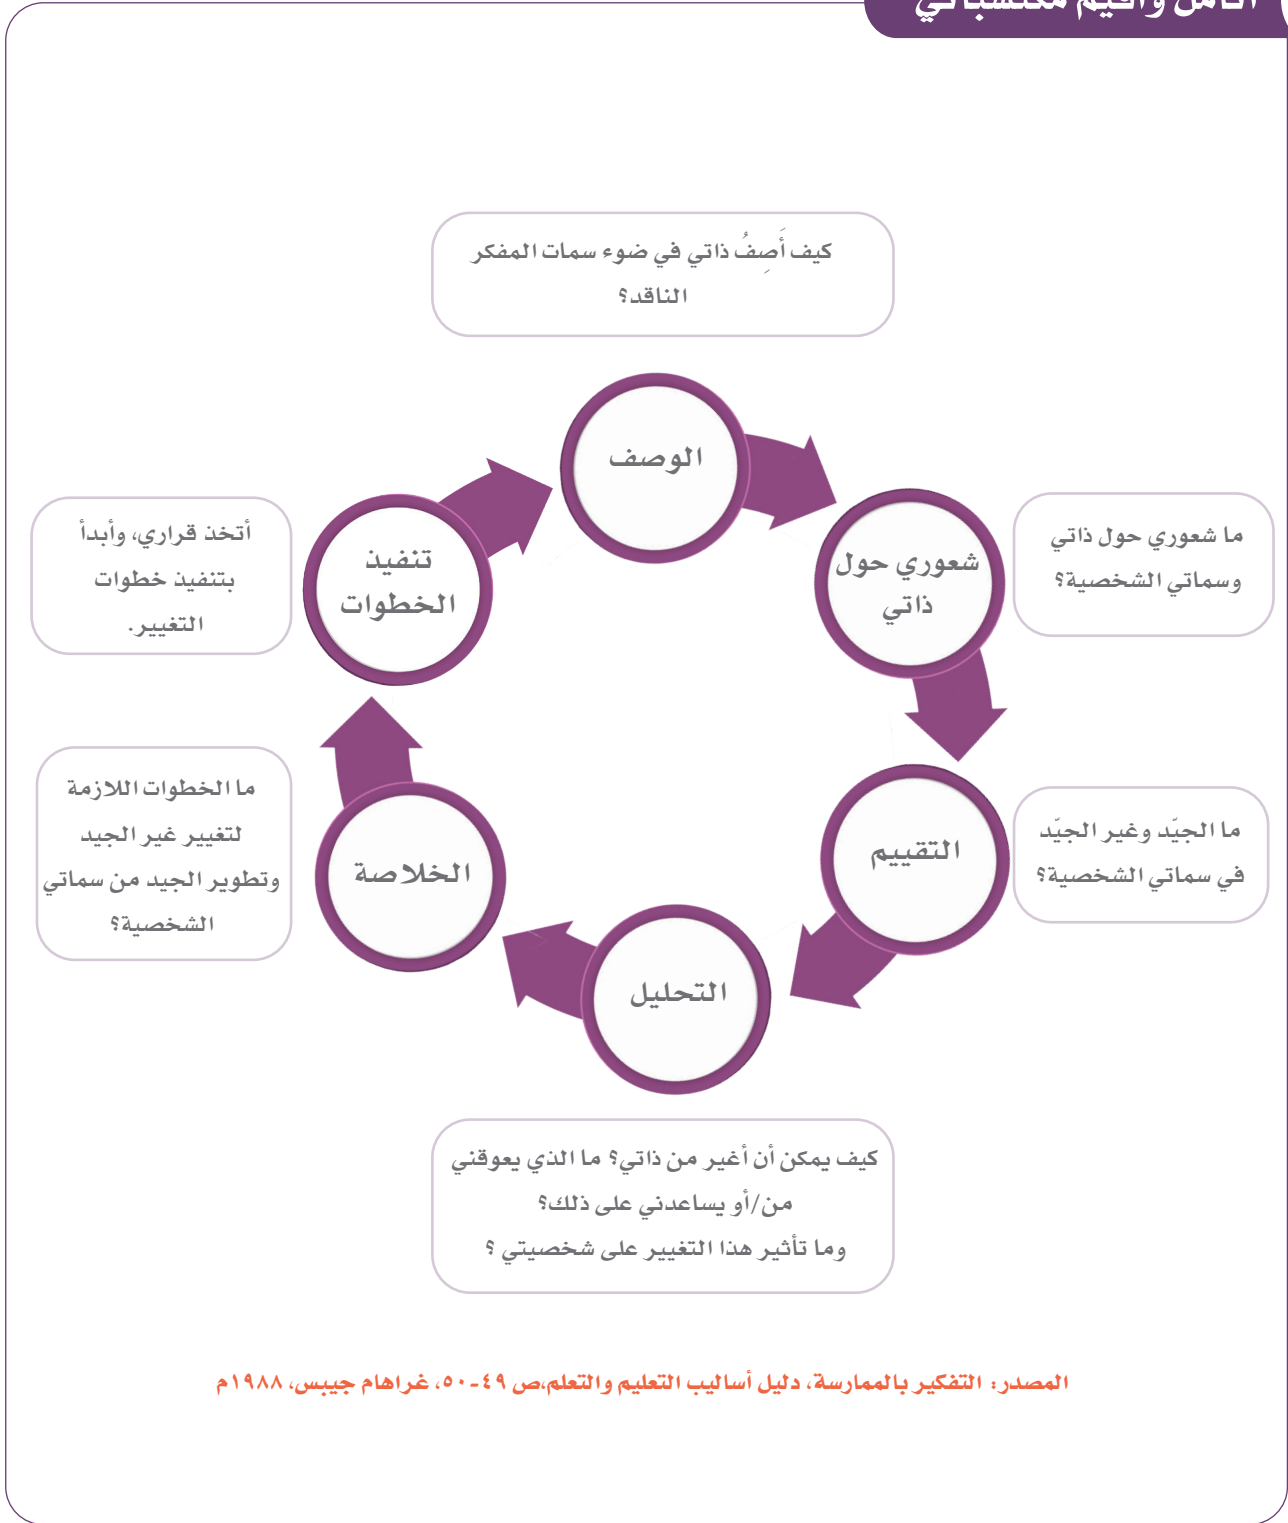 أتأمل وأقيم مكتسباتي
كيف أَصِفُ ذاتي في ضوء سمات المفكر
الناقد؟
الوصف
شعوري حول
ذاتي
ما شعوري حول ذاتي
وسماتي الشخصية؟
التقييم
ما الجيّد وغير الجيّد
في سماتي الشخصية؟
التحليل
كيف يمكن أن أغير من ذاتي؟ ما الذي يعوقني
من/أو يساعدني على ذلك؟
وما تأثير هذا التغيير على شخصيتي ؟
الخلاصة
ما الخطوات اللازمة
لتغيير غير الجيد
وتطوير الجيد من سماتي
الشخصية؟
تنفيذ
الخطوات
أتخذ قراري، وأبدأ
بتنفيذ خطوات
التغيير.
المصدر: التفكير بالممارسة، دليل أساليب التعليم والتعلم،ص ٤٩-٥٠، غراهام جيبس، ١٩٨٨م